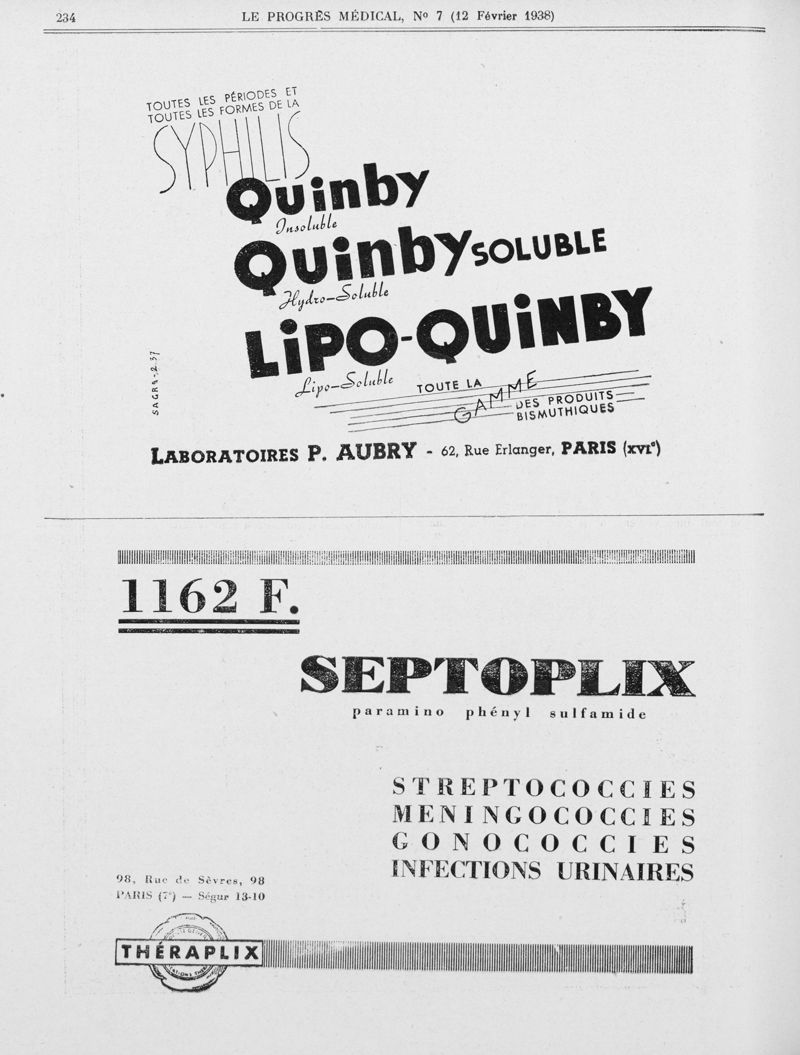 234
LE PROGRÈS MÉDICAL, Nº 7 (12 Février 1938)
TOUTES LES PÉRIODES ET
TOUTES LES FORMES DE LA
SYPHILIS
QUinby
Insoluble
QUinby SOLUBLE
Hydro-Soluble
LiPO-QUiNBY
Lipo-Soluble
TOUTE LA
GAMME
DES PRODUITS
BISMUTHIQUES
LABORATOIRES P. AUBRY - 62, Rue Erlanger, PARIS (XVIe)
1162 F.
SEPTOPLIX
paramino phényl sulfamide
STREPTOCOCCIES
MENINGOCOCCIES
GONOCOCCIES
INFECTIONS URINAIRES
98, Rue de Sèvres, 98
PARIS (7e) — Ségur 13-10
THÉRAPLIX